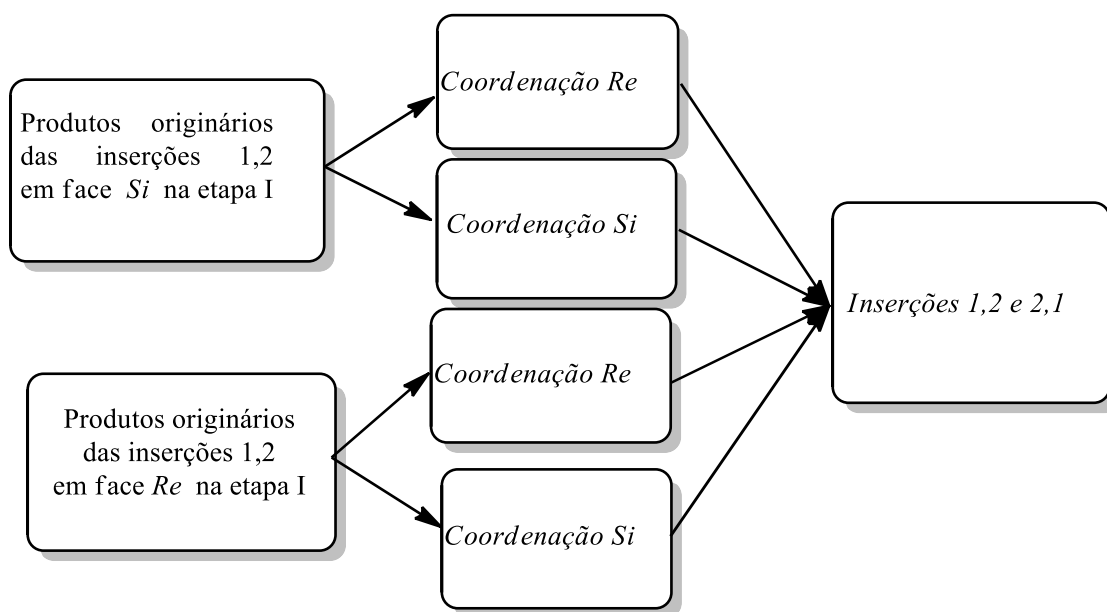 Produtos originários
das inserções 1,2
em face Si na etapa I
Coordenação Re
Coordenação Si
Produtos originários
das inserções 1,2
em face Re na etapa I
Coordenação Re
Coordenação Si
Inserções 1,2 e 2,1